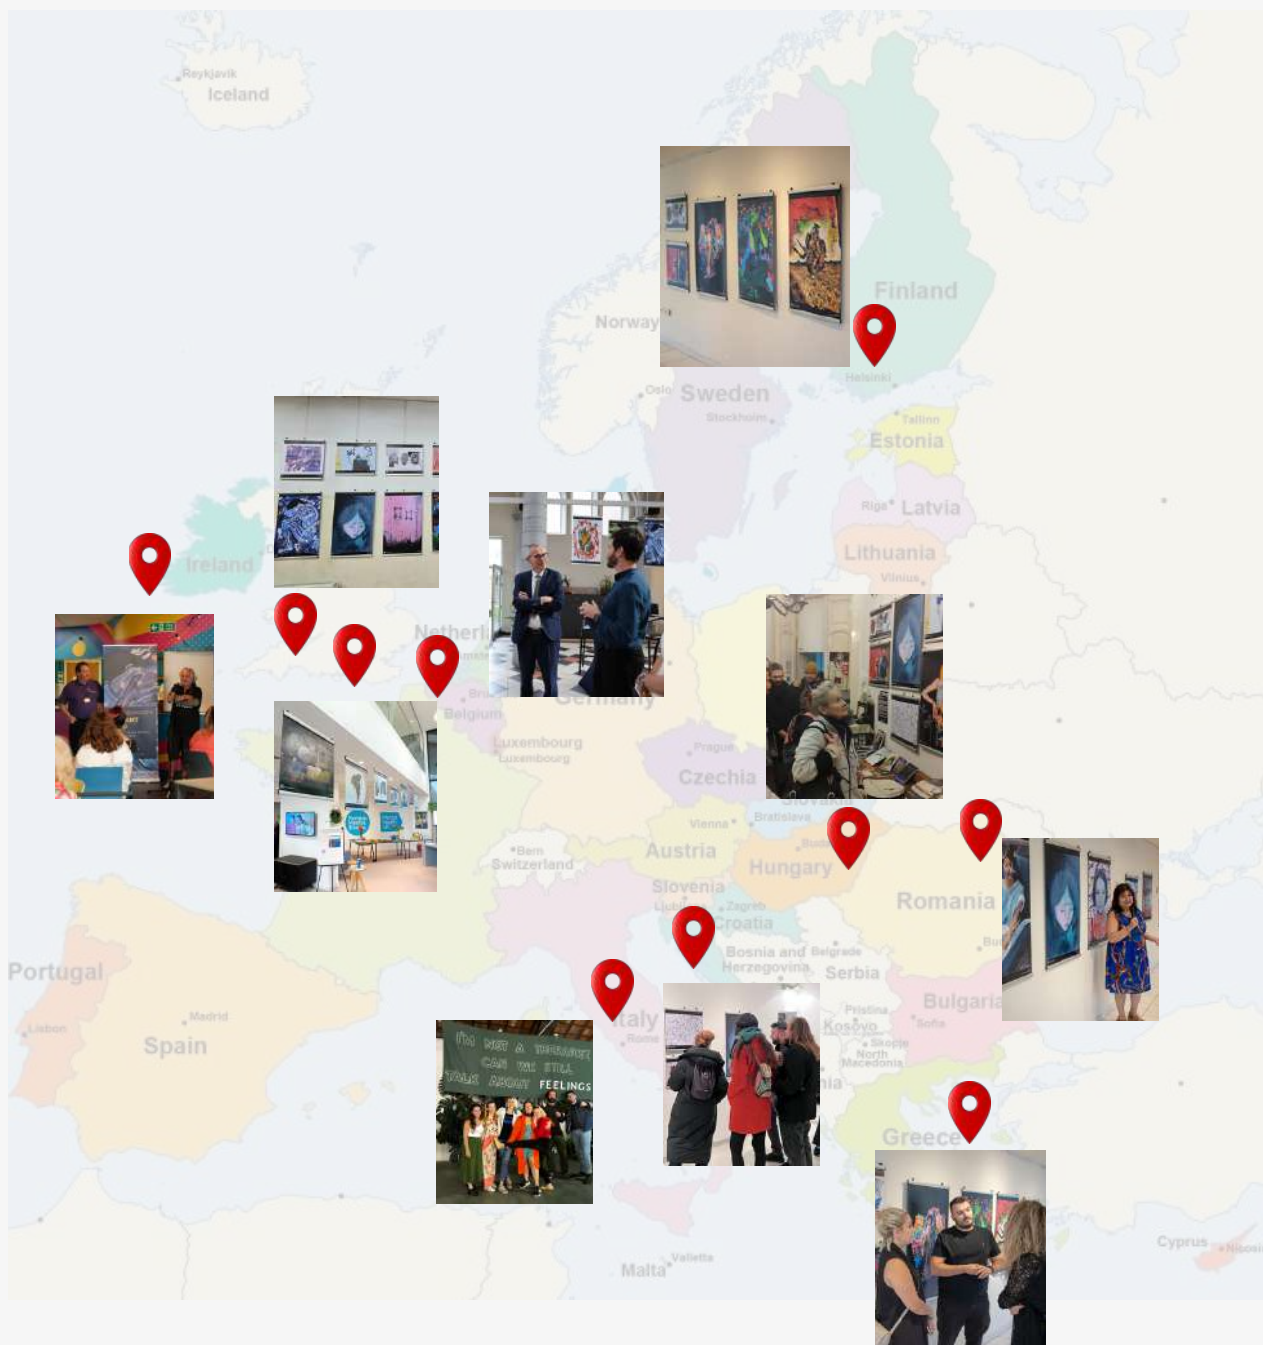 Reykjavik
Iceland
Finland
Norway
Helsinki
Oslo
Sweden
Stockholm
Tallinn
Estonia
Riga
Latvia
Ireland
Lithuania
Vilnius
Belgium
Germany
Luxembourg
Luxembourg
Prague
Czechia
Slovakia
Vienna
Bratislava
Bern
Switzerland
Austria
Hungary
Slovenia
Romania
Zagreb
Croatia
Bosnia and
Herzegovina
Belgrade
Serbia
Portugal
Lisbon
Madrid
Spain
Italy
Rome
Pristina
Kosovo
Skopje
North
Macedonia
Bulgaria
Sofia
I'M NOT A THERAPIST
CAN WE STILL
TALK ABOUT FEELINGS
Greece
Malta
Valletta
Cyprus